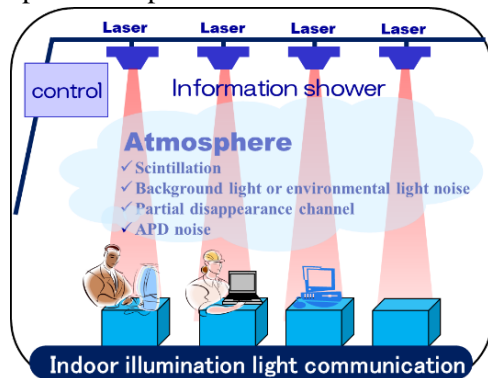 Laser Laser Laser Laser
control
Information shower
Atmosphere
✓Scintillation
✓Background light or environmental light noise
✓Partial disappearance channel
✓APD noise
Indoor illumination light communication